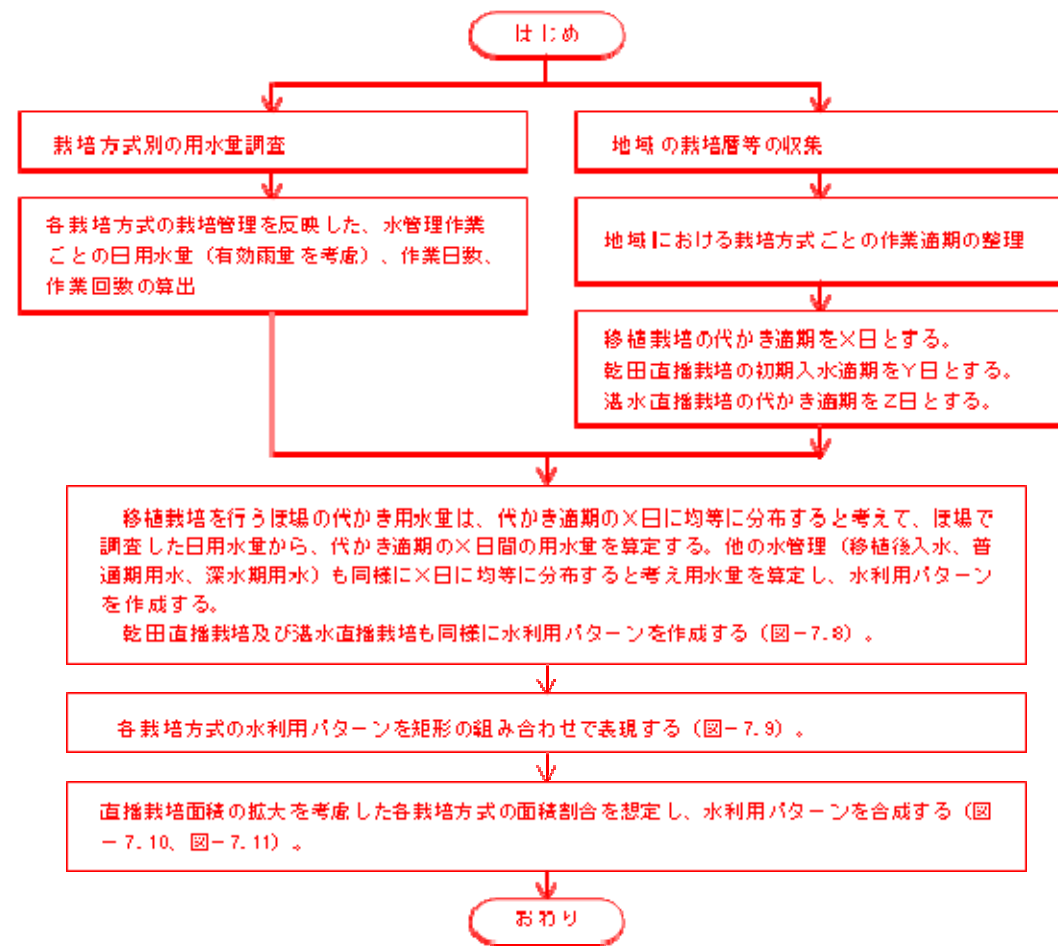 はじめ
栽培方式別の用水量調査
地域の栽培暦等の収集
各栽培方式の栽培管理を反映した、水管理作業
ごとの日用水量（有効雨量を考慮）、作業日数、
作業回数の算出
地域における栽培方式ごとの作業適期の整理
移植栽培の代かき適期をX日とする。
乾田直播栽培の初期入水適期をY日とする。
湛水直播栽培の代かき適期をZ日とする。
移植栽培を行うほ場の代かき用水量は、代かき適期のX日に均等に分布すると考えて、ほ場で
調査した日用水量から、代かき適期のX日間の用水量を算定する。他の水管理（移植後入水、普
通期用水、深水期用水）も同様にX日に均等に分布すると考え用水量を算定し、水利用パターン
を作成する。
乾田直播栽培及び湛水直播栽培も同様に水利用パターンを作成する（図－7.8）。
各栽培方式の水利用パターンを矩形の組み合わせで表現する（図－7.9）。
直播栽培面積の拡大を考慮した各栽培方式の面積割合を想定し、水利用パターンを合成する（図
－7.10、図－7.11）。
おわり